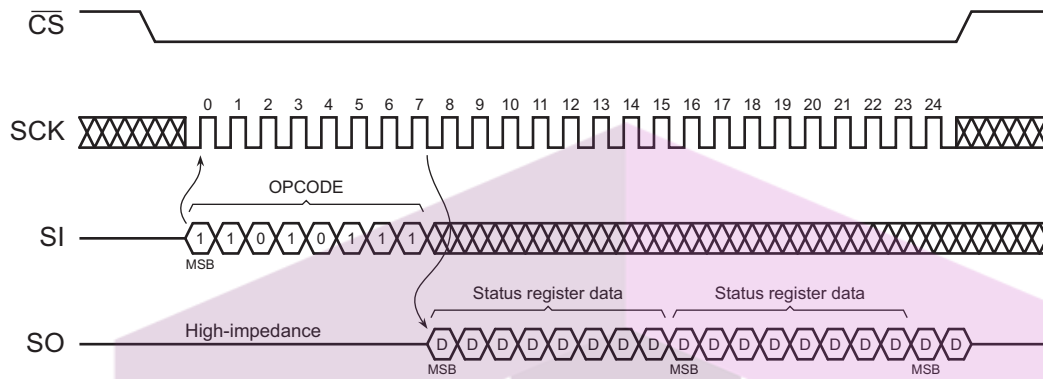 CS
0 1 2 3 4 5 6 7 8 9 10 11 12 13 14 15 16 17 18 19 20 21 22 23 24
SCK
OPCODE
SI 1 1 0 1 0 1 1 1
MSB
Status register data Status register data
High-impedance
SO D D D D D D D D D D D D D D D D D D
MSB MSB MSB